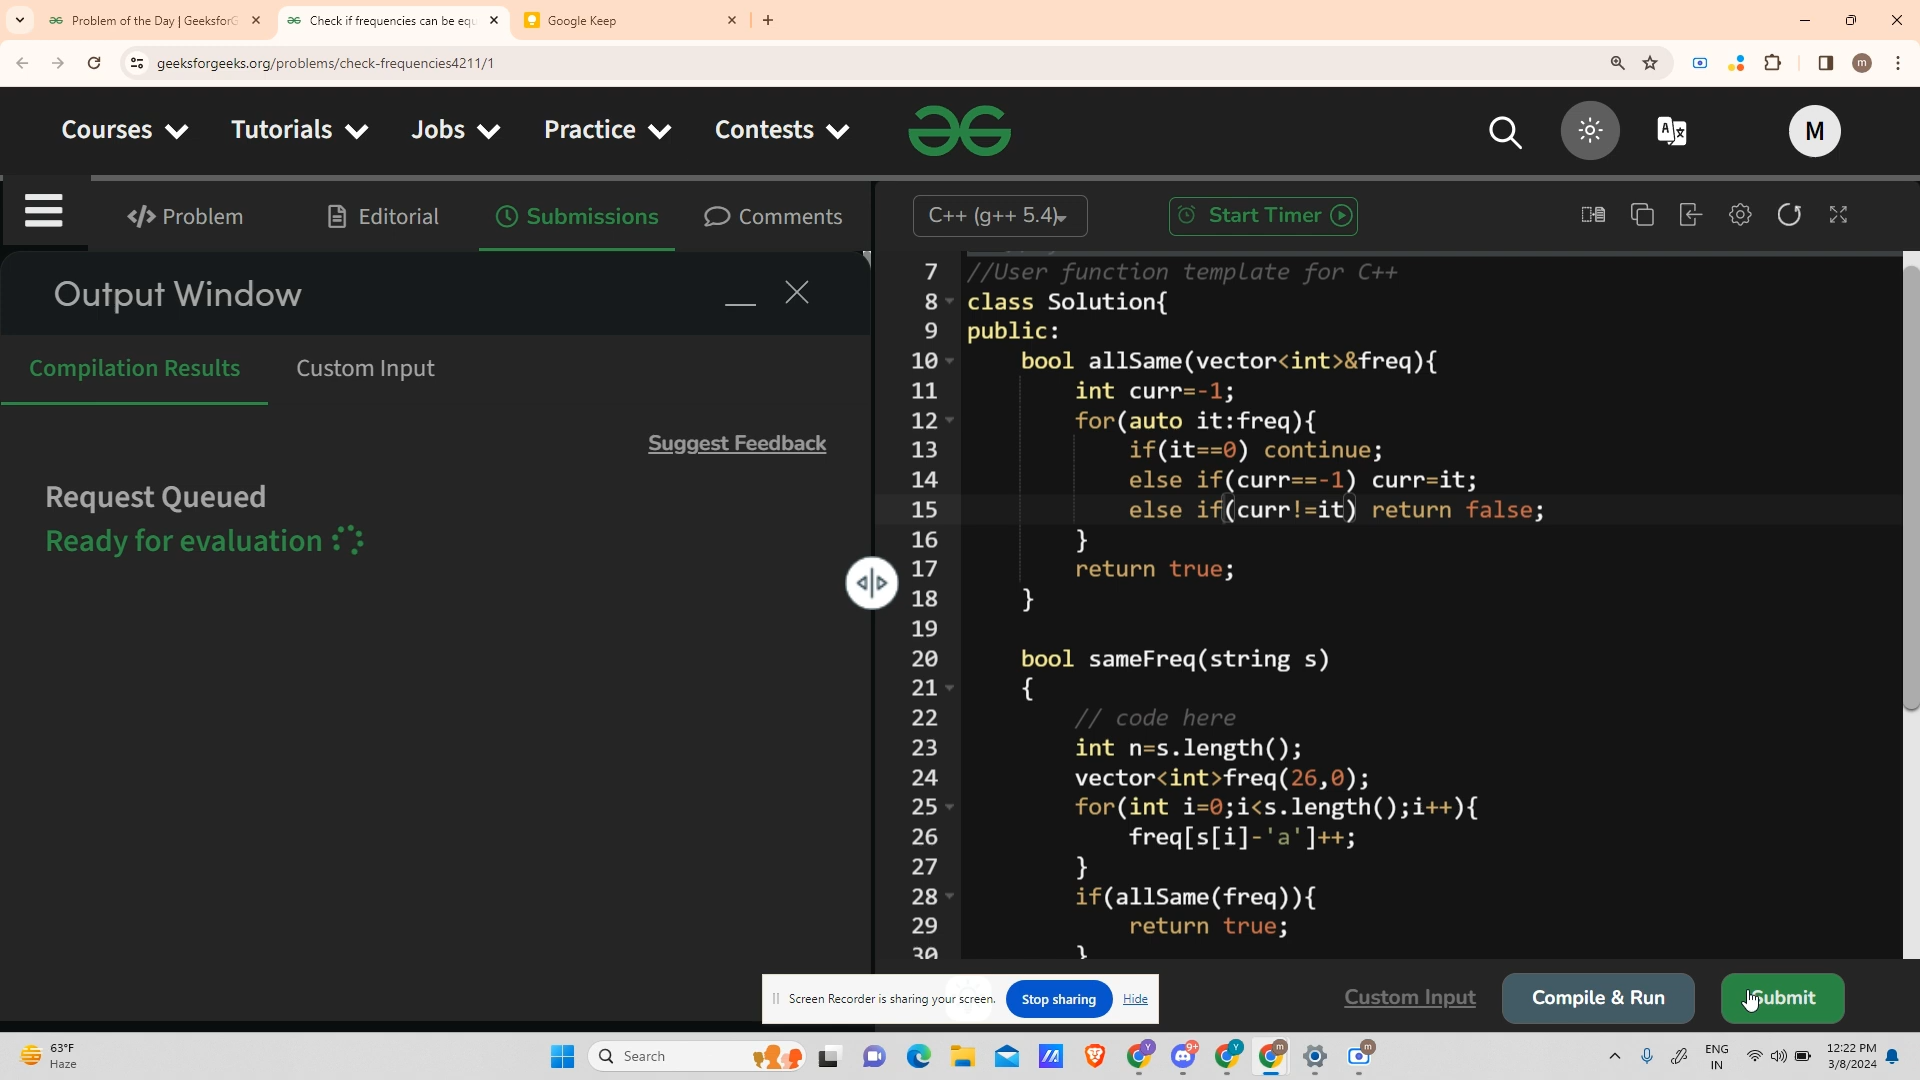 Problem of the Day | GeeksforG
Check if frequencies can be equ
Google Keep
geeksforgeeks.org/problems/check-frequencies4211/1
m
Courses
Tutorials
Jobs
Practice
Contests
M
Problem
Editorial
Submissions
Comments
C++ (g++ 5.4)
Start Timer
Output Window
Compilation Results
Custom Input
Suggest Feedback
Request Queued
Ready for evaluation
7 //User function template for C++
8 class Solution{
9 public:
10 bool allSame(vector<int>&freq){
11 int curr=-1;
12 for(auto it:freq){
13 if(it==0) continue;
14 else if(curr==-1) curr=it;
15 else if(curr!=it) return false;
16 }
17 return true;
18 }
19
20 bool sameFreq(string s)
21 {
22 // code here
23 int n=s.length();
24 vector<int>freq(26,0);
25 for(int i=0;i<s.length();i++){
26 freq[s[i]-'a']++;
27 }
28 if(allSame(freq)){
29 return true;
30 }
Screen Recorder is sharing your screen.
Stop sharing
Hide
Custom Input
Compile & Run
Submit
63°F
Haze
Search
9+
ENG
IN
12:22 PM
3/8/2024